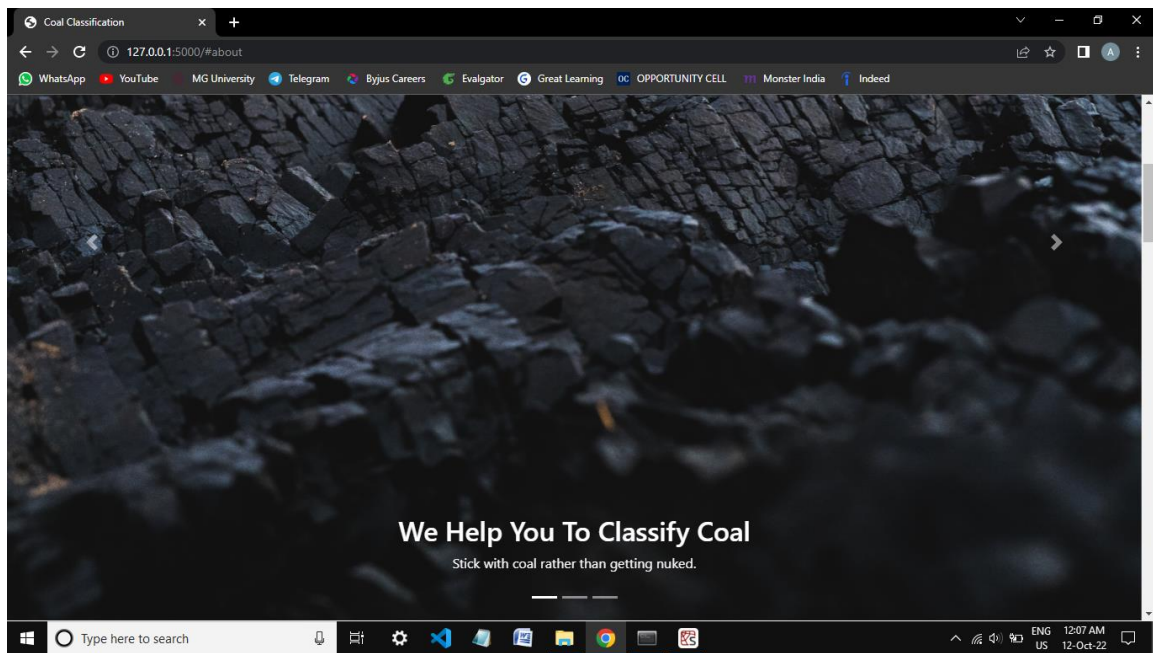 Coal Classification
127.0.0.1:5000/#about
WhatsApp YouTube MG University Telegram Byjus Careers Evalgator Great Learning OC OPPORTUNITY CELL Monster India Indeed
A
We Help You To Classify Coal
Stick with coal rather than getting nuked.
Type here to search
ENG 12:07 AM
US 12-Oct-22